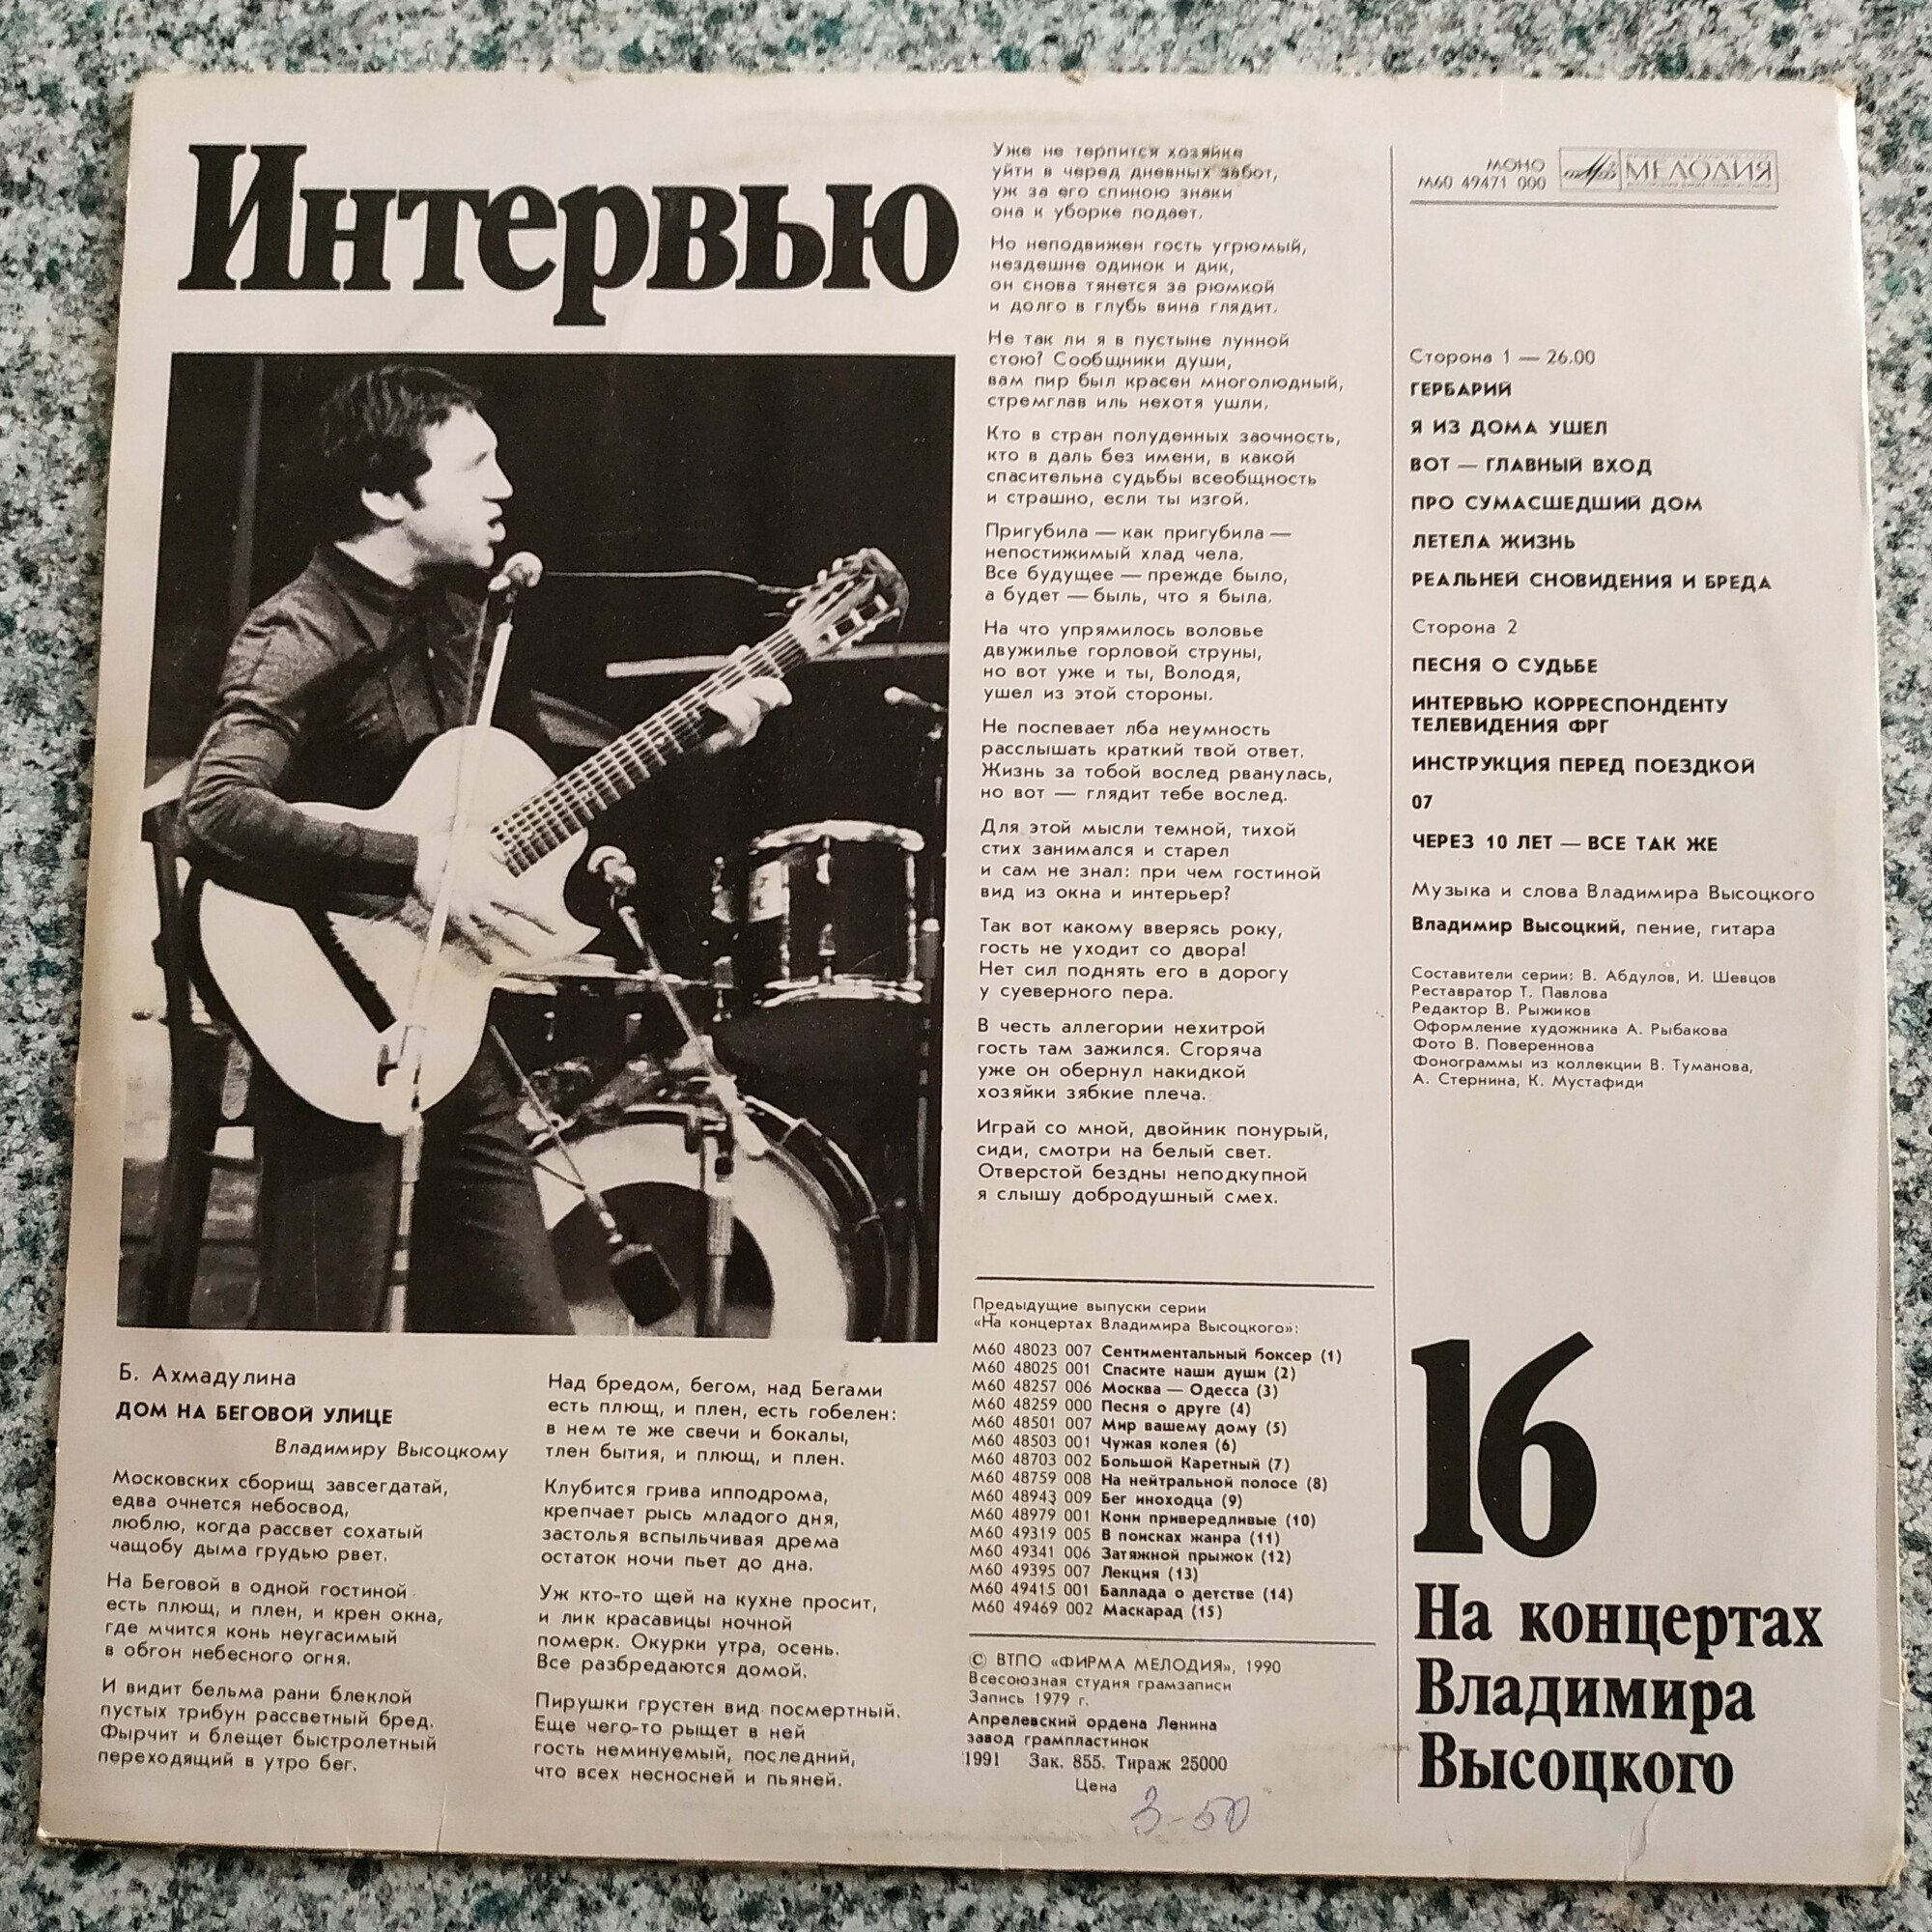 Интервью
Б. Ахмадулина
ДОМ НА БЕГОВОЙ УЛИЦЕ
Владимиру Высоцкому
Московских сборищ завсегдатай,
едва очнется небосвод,
люблю, когда рассвет сохатый
чащобу дыма грудью рвет.
На Беговой в одной гостиной
есть плющ, и плен, и крен окна,
где мчится конь неугасимый
в обгон небесного огня.
И видит бельма рани блеклой
пустых трибун рассветный бред.
Фырчит и блещет быстролетный
переходящий в утро бег.
Над бредом, бегом, над Бегами
есть плющ, и плен, есть гобелен:
в нем те же свечи и бокалы,
тлен бытия, и плющ, и плен.
Клубится грива ипподрома,
крепчает рысь младого дня,
застолья вспыльчивая дрема
остаток ночи пьет до дна.
Уж кто-то щей на кухне просит,
и лик красавицы ночной
померк. Окурки утра, осень.
Все разбредаются домой.
Пирушки грустен вид посмертный.
Еще чего-то рыщет в ней
гость неминуемый, последний,
что всех несносней и пьяней.
Уже не терпится хозяйке
уйти в черед дневных забот,
уж за его спиною знаки
она к уборке подает.
Но неподвижен гость угрюмый,
нездешне одинок и дик,
он снова тянется за рюмкой
и долго в глубь вина глядит.
Не так ли я в пустыне лунной
стою? Сообщники души,
вам пир был красен многолюдный,
стремглав иль нехотя ушли.
Кто в стран полуденных заочность,
кто в даль без имени, в какой
спасительна судьбы всеобщность
и страшно, если ты изгой.
Пригубила — как пригубила —
непостижимый хлад чела.
Все будущее — прежде было,
а будет — быль, что я была.
На что упрямилось воловье
двужилье горловой струны,
но вот уже и ты, Володя,
ушел из этой стороны.
Не поспевает лба неумность
расслышать краткий твой ответ.
Жизнь за тобой вослед рванулась,
но вот — глядит тебе вослед.
Для этой мысли темной, тихой
стих занимался и старел
и сам не знал: при чем гостиной
вид из окна и интерьер?
Так вот какому вверясь року,
гость не уходит со двора!
Нет сил поднять его в дорогу
у суеверного пера.
В честь аллегории нехитрой
гость там зажился. Сгоряча
уже он обернул накидкой
хозяйки зябкие плеча.
Играй со мной, двойник понурый,
сиди, смотри на белый свет.
Отверстой бездны неподкупной
я слышу добродушный смех.
Предыдущие выпуски серии
«На концертах Владимира Высоцкого»:
М60 48023 007 Сентиментальный боксер (1)
М60 48025 001 Спасите наши души (2)
М60 48257 006 Москва — Одесса (3)
М60 48259 000 Песня о друге (4)
М60 48501 007 Мир вашему дому (5)
М60 48503 001 Чужая колея (6)
М60 48703 002 Большой Каретный (7)
М60 48759 008 На нейтральной полосе (8)
М60 48943 009 Бег иноходца (9)
М60 48979 001 Кони привередливые (10)
М60 49319 005 В поисках жанра (11)
М60 49341 006 Затяжной прыжок (12)
М60 49395 007 Лекция (13)
М60 49415 001 Баллада о детстве (14)
М60 49469 002 Маскарад (15)
© ВТПО «ФИРМА МЕЛОДИЯ», 1990
Всесоюзная студия грамзаписи
Запись 1979 г.
Апрелевский ордена Ленина
завод грампластинок
1991 Зак. 855. Тираж 25000
Цена
3-50
МОНО
М60 49471 000
МЕЛОДИЯ
Сторона 1 — 26.00
ГЕРБАРИЙ
Я ИЗ ДОМА УШЕЛ
ВОТ — ГЛАВНЫЙ ВХОД
ПРО СУМАСШЕДШИЙ ДОМ
ЛЕТЕЛА ЖИЗНЬ
РЕАЛЬНЕЙ СНОВИДЕНИЯ И БРЕДА
Сторона 2
ПЕСНЯ О СУДЬБЕ
ИНТЕРВЬЮ КОРРЕСПОНДЕНТУ
ТЕЛЕВИДЕНИЯ ФРГ
ИНСТРУКЦИЯ ПЕРЕД ПОЕЗДКОЙ
07
ЧЕРЕЗ 10 ЛЕТ — ВСЕ ТАК ЖЕ
Музыка и слова Владимира Высоцкого
Владимир Высоцкий, пение, гитара
Составители серии: В. Абдулов, И. Шевцов
Реставратор Т. Павлова
Редактор В. Рыжиков
Оформление художника А. Рыбакова
Фото В. Повереннова
Фонограммы из коллекции В. Туманова,
А. Стернина, К. Мустафиди
16
На концертах
Владимира
Высоцкого